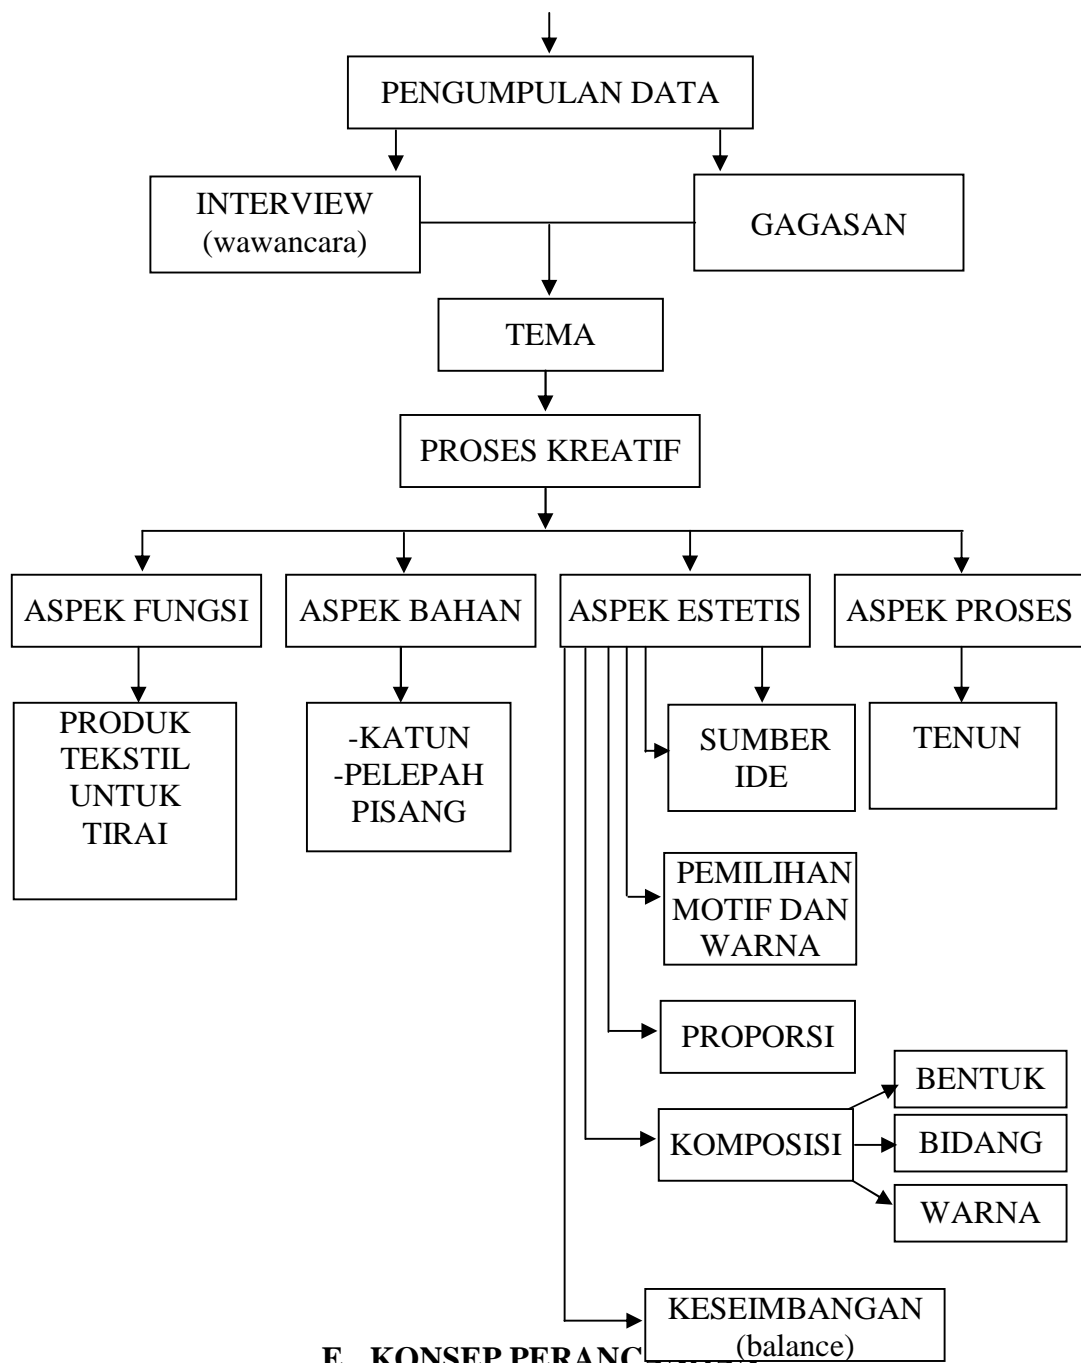 PENGUMPULAN DATA
INTERVIEW
(wawancara)
GAGASAN
TEMA
PROSES KREATIF
ASPEK FUNGSI
ASPEK BAHAN
ASPEK ESTETIS
ASPEK PROSES
PRODUK
TEKSTIL
UNTUK
TIRAI
-KATUN
-PELEPAH
PISANG
SUMBER
IDE
TENUN
PEMILIHAN
MOTIF DAN
WARNA
PROPORSI
KOMPOSISI
BENTUK
BIDANG
WARNA
KESEIMBANGAN
(balance)
E. KONSEP